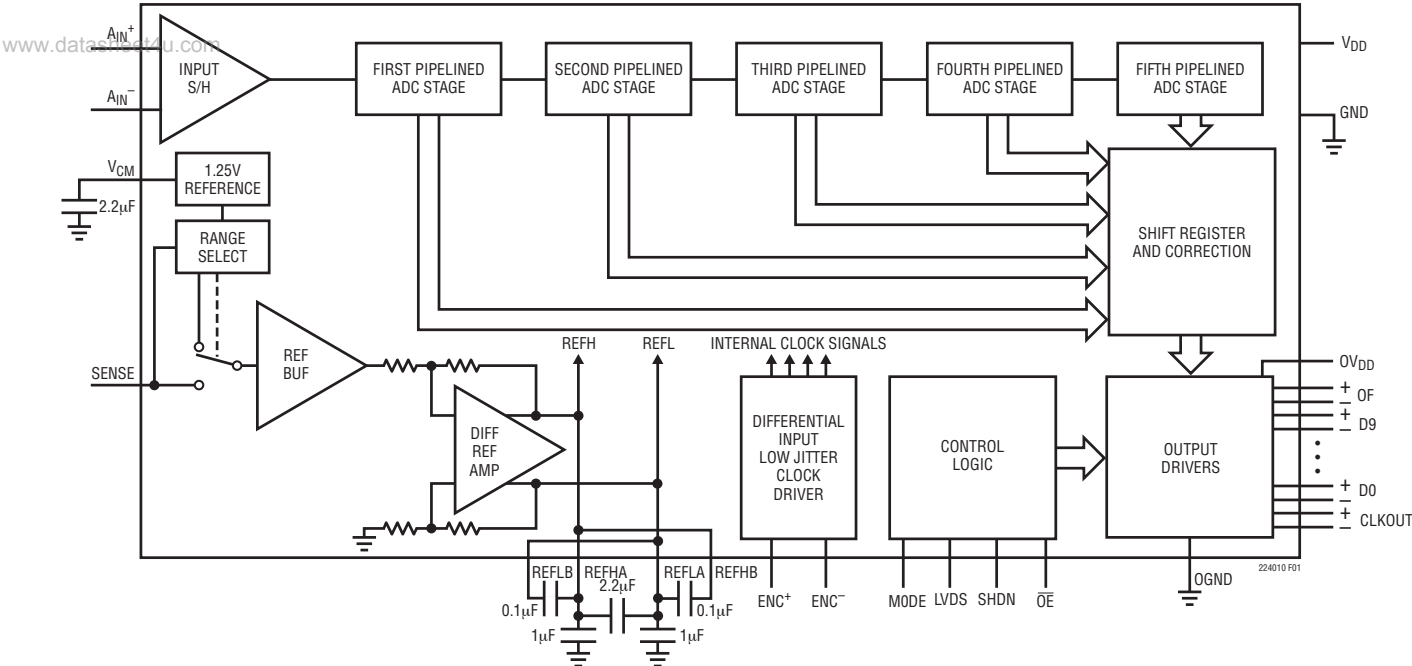 www.datasheet4u.com
AIN+
AIN−
INPUT
S/H
FIRST PIPELINED
ADC STAGE
SECOND PIPELINED
ADC STAGE
THIRD PIPELINED
ADC STAGE
FOURTH PIPELINED
ADC STAGE
FIFTH PIPELINED
ADC STAGE
VDD
GND
VCM
2.2µF
1.25V
REFERENCE
RANGE
SELECT
SHIFT REGISTER
AND CORRECTION
SENSE
REF
BUF
DIFF
REF
AMP
REFH
REFL
INTERNAL CLOCK SIGNALS
DIFFERENTIAL
INPUT
LOW JITTER
CLOCK
DRIVER
CONTROL
LOGIC
OUTPUT
DRIVERS
OVDD
+
− OF
+
− D9
+
− D0
+
− CLKOUT
224010 F01
OGND
REFLB
REFHA
REFLA
REFHB
2.2µF
0.1µF
0.1µF
1µF
1µF
ENC+
ENC−
M0DE
LVDS
SHDN
OE